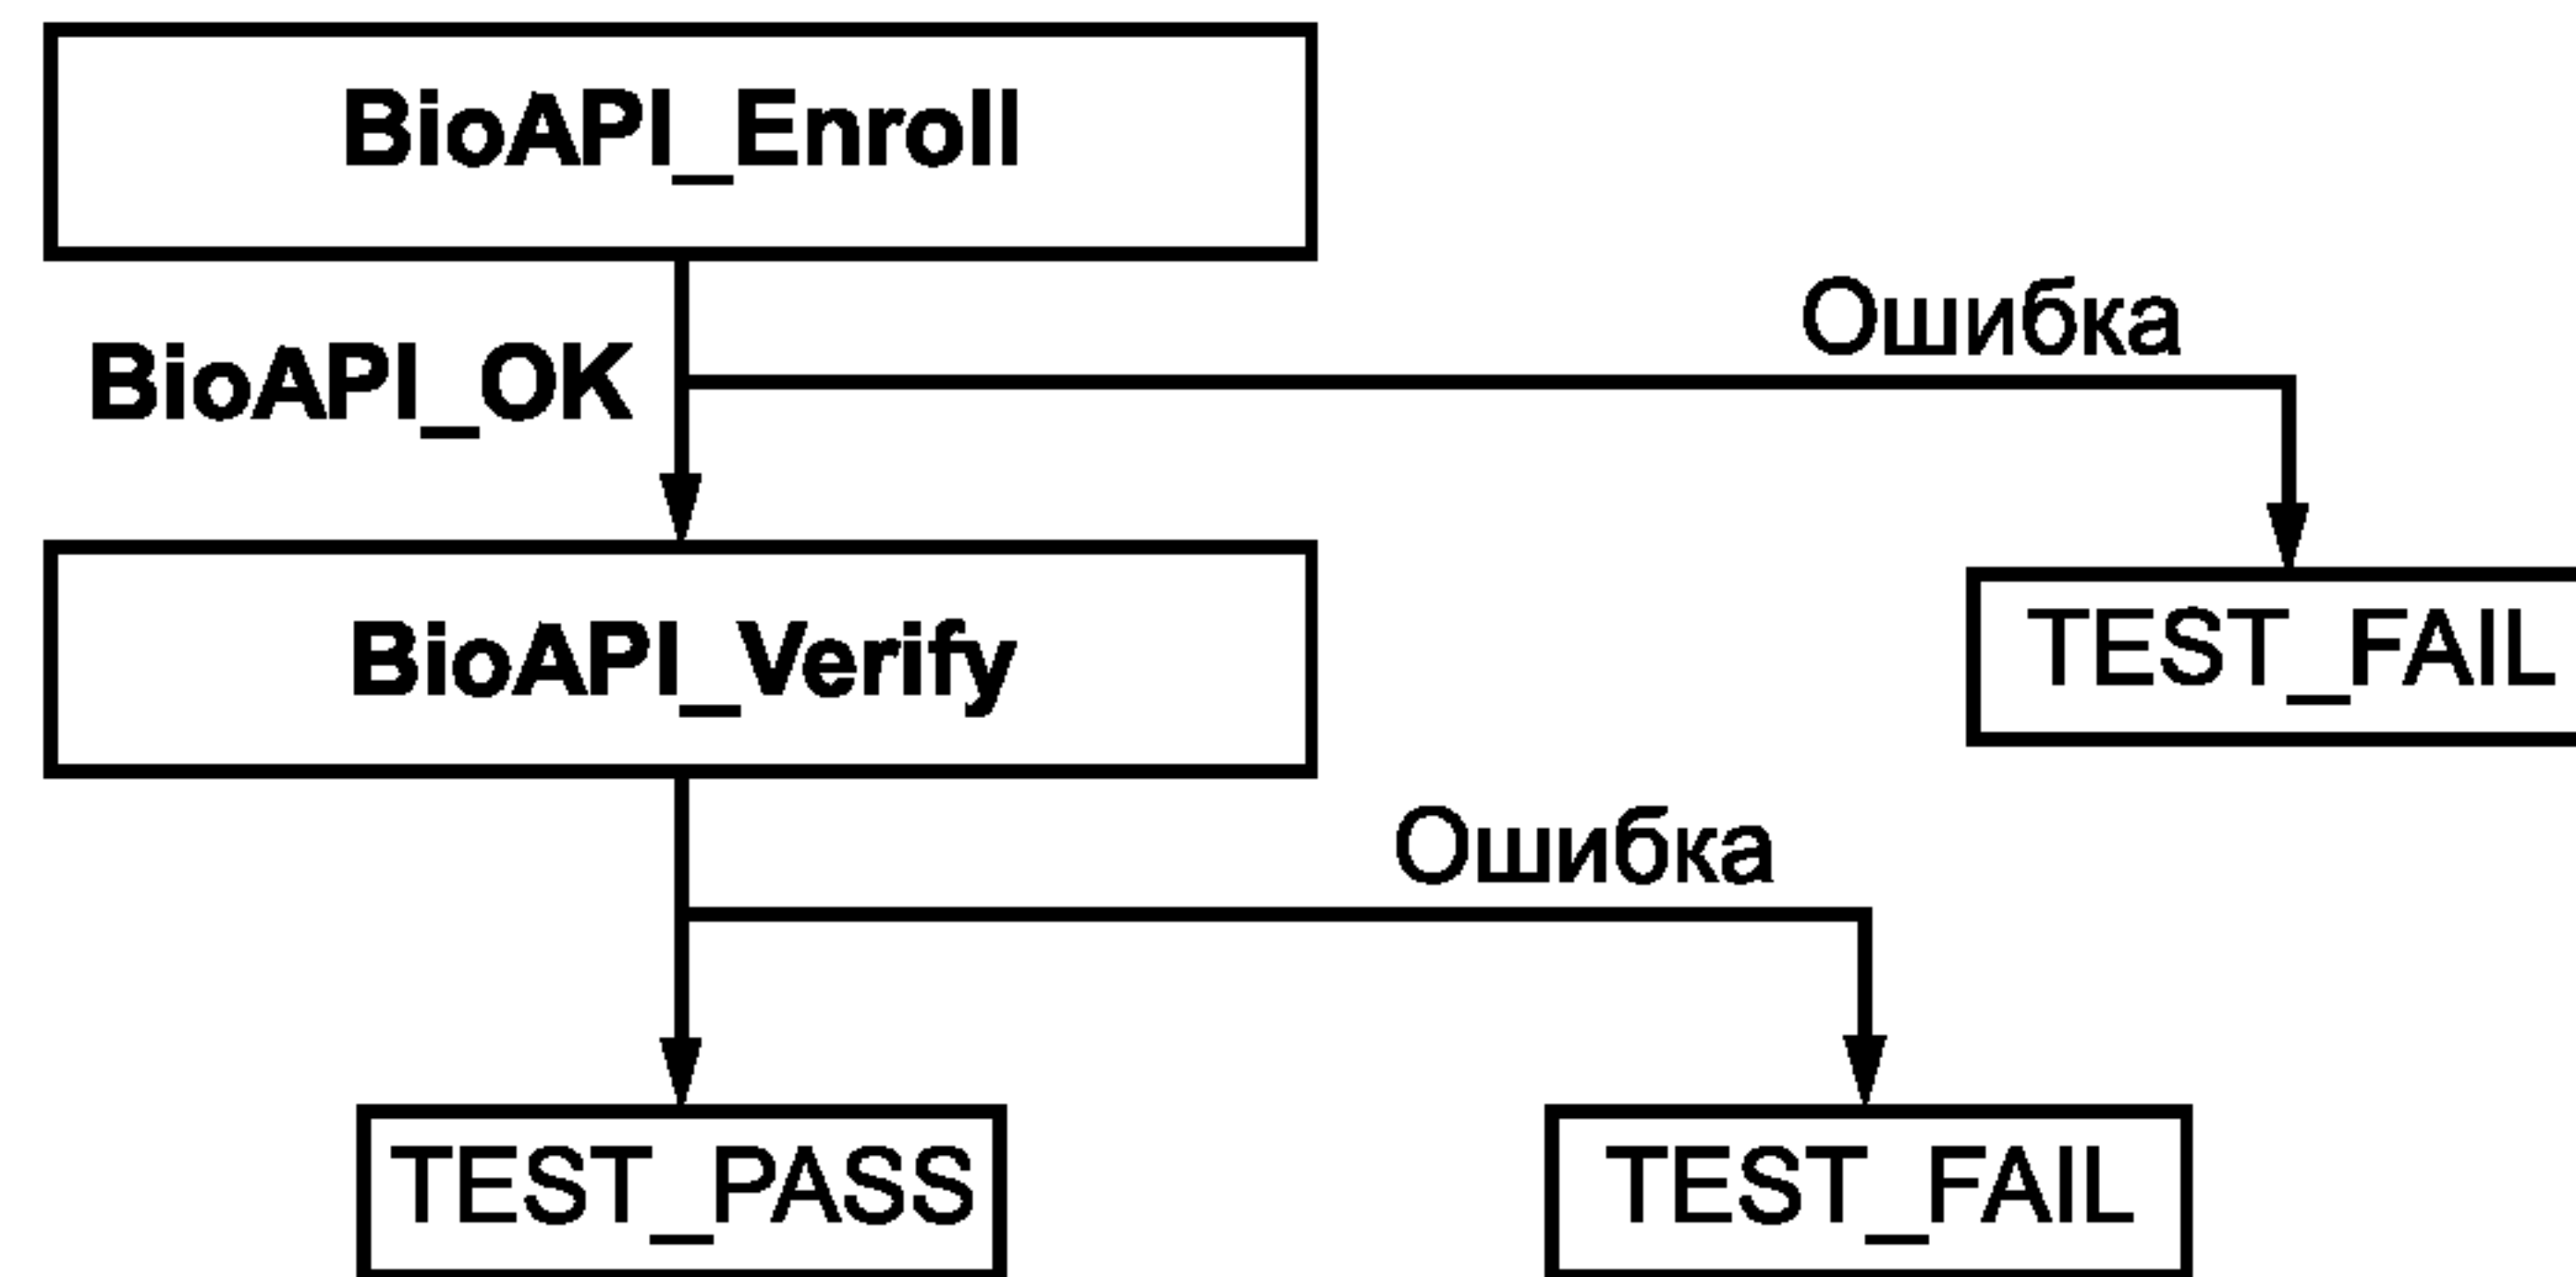 BioAPI_Enroll
Ошибка
BioAPI_OK
BioAPI_Verify
TEST_FAIL
Ошибка
TEST_PASS
TEST_FAIL